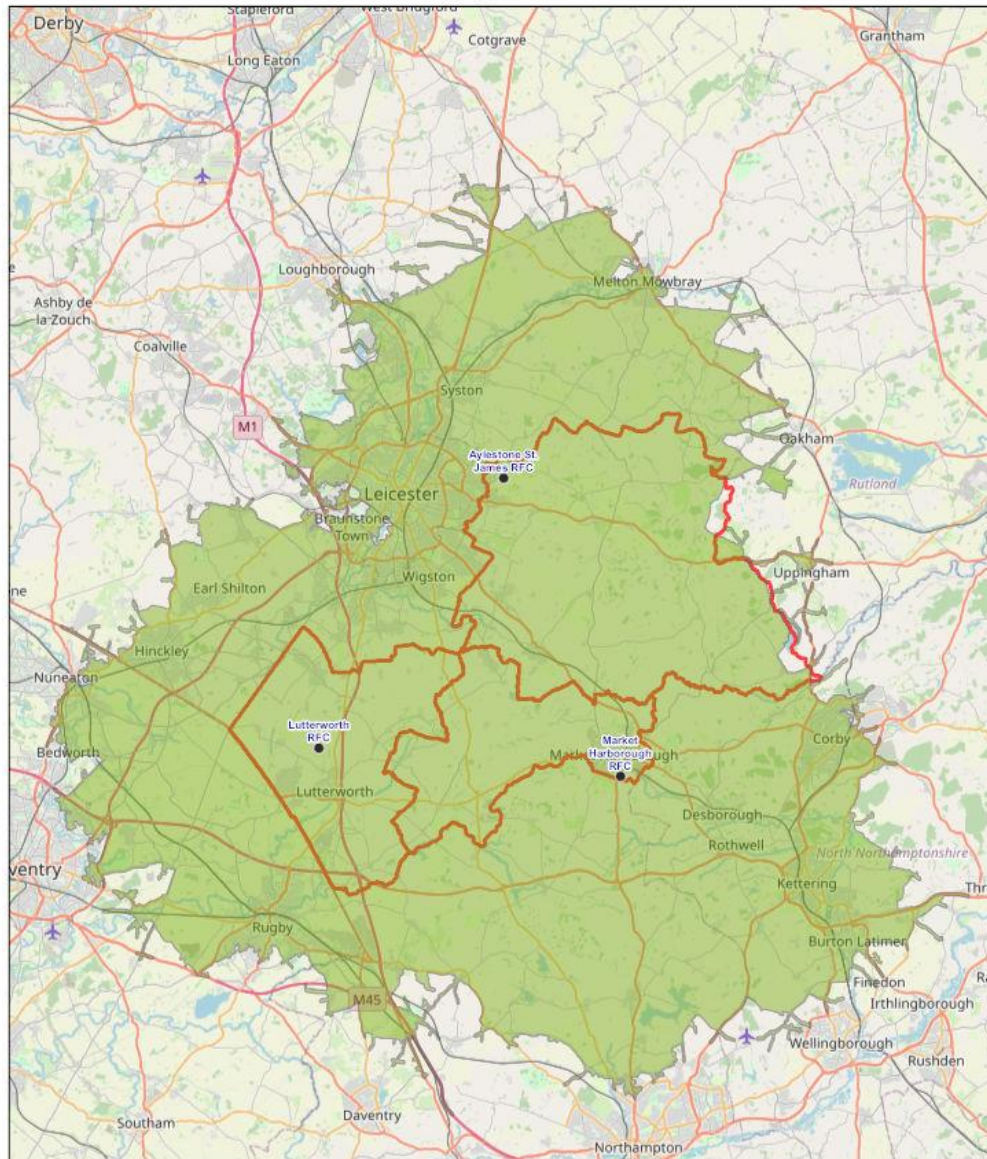 Derby
Stapleford
West Bridgford
Cotgrave
Grantham
Long Eaton
Loughborough
Melton Mowbray
Ashby de
la Zouch
Coalville
Syston
M1
Oakham
Aylestone St.
James RFC
Rutland
Leicester
Braunstone
Town
Wigston
Uppingham
Earl Shilton
Hinckley
Nuneaton
Lutterworth
RFC
Market
Harborough
RFC
Corby
Bedworth
Lutterworth
Desborough
Rothwell
North Northamptonshire
ventry
Kettering
Thr
Rugby
Burton Latimer
Finedon
M45
Irthlingborough
Wellingborough
Rushden
Southam
Daventry
Northampton